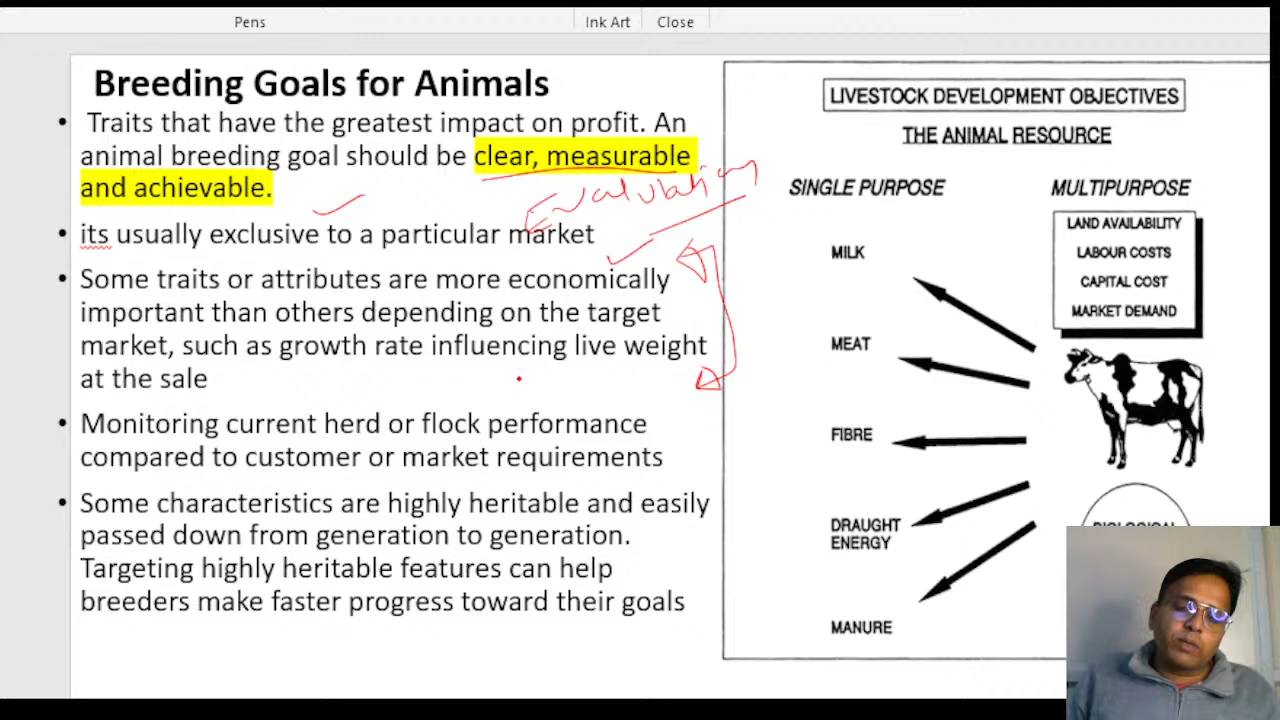 Pens
Ink Art
Close
Breeding Goals for Animals
• Traits that have the greatest impact on profit. An
animal breeding goal should be clear, measurable
and achievable.
Evaluation
• its usually exclusive to a particular market
• Some traits or attributes are more economically
important than others depending on the target
market, such as growth rate influencing live weight
at the sale
• Monitoring current herd or flock performance
compared to customer or market requirements
• Some characteristics are highly heritable and easily
passed down from generation to generation.
Targeting highly heritable features can help
breeders make faster progress toward their goals
LIVESTOCK DEVELOPMENT OBJECTIVES
THE ANIMAL RESOURCE
SINGLE PURPOSE
MULTIPURPOSE
LAND AVAILABILITY
LABOUR COSTS
CAPITAL COST
MARKET DEMAND
MILK
MEAT
FIBRE
DRAUGHT
ENERGY
MANURE